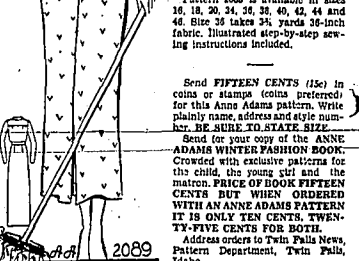 Pattern 2089 is available in sizes
16, 18, 20, 34, 36, 38, 40, 42, 44 and
46. Size 36 takes 3¾ yards 36-inch
fabric. Illustrated step-by-step sew-
ing instructions included.
Send FIFTEEN CENTS (15c) in
coins or stamps (coins preferred)
for this Anne Adams pattern. Write
plainly name, address and style num-
ber. BE SURE TO STATE SIZE.
Send for your copy of the ANNE
ADAMS WINTER FASHION BOOK.
Crowded with exclusive patterns for
the child, the young girl and the
matron. PRICE OF BOOK FIFTEEN
CENTS BUT WHEN ORDERED
WITH AN ANNE ADAMS PATTERN
IT IS ONLY TEN CENTS. TWEN-
TY-FIVE CENTS FOR BOTH.
Address orders to Twin Falls News,
Pattern Department, Twin Falls,
Idaho.
2089